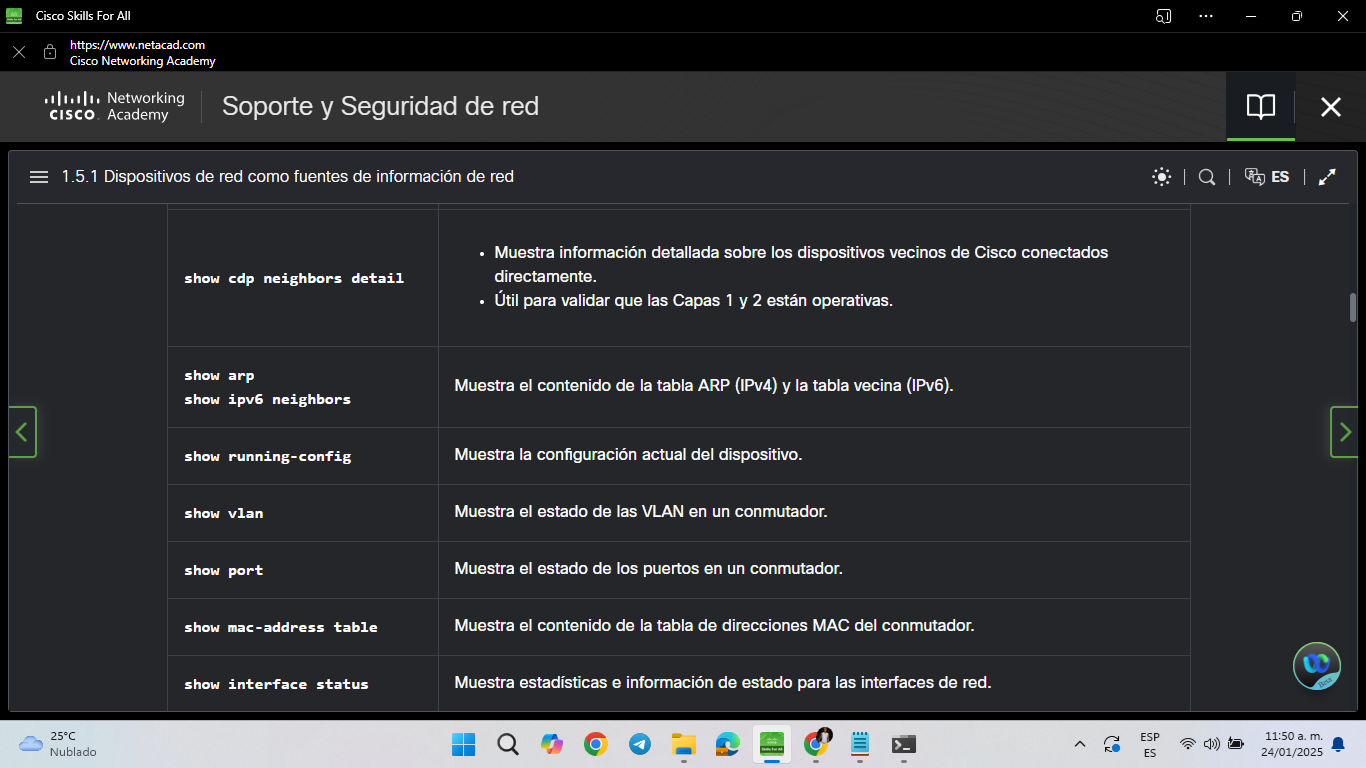 Cisco Skills For All
https://www.netacad.com
Cisco Networking Academy
CISCO Networking Academy
Soporte y Seguridad de red
1.5.1 Dispositivos de red como fuentes de información de red
ES
show cdp neighbors detail
• Muestra información detallada sobre los dispositivos vecinos de Cisco conectados
directamente.
• Útil para validar que las Capas 1 y 2 están operativas.
show arp
show ipv6 neighbors
Muestra el contenido de la tabla ARP (IPv4) y la tabla vecina (IPv6).
show running-config
Muestra la configuración actual del dispositivo.
show vlan
Muestra el estado de las VLAN en un conmutador.
show port
Muestra el estado de los puertos en un conmutador.
show mac-address table
Muestra el contenido de la tabla de direcciones MAC del conmutador.
show interface status
Muestra estadísticas e información de estado para las interfaces de red.
Beta
25°C
Nublado
ESP
ES
11:50 a. m.
24/01/2025